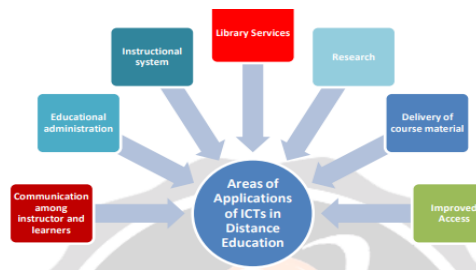 Library Services
Instructional
system
Research
Educational
administration
Delivery of
course material
Communication
among
instructor and
learners
Improved
Access
Areas of
Applications
of ICTs in
Distance
Education